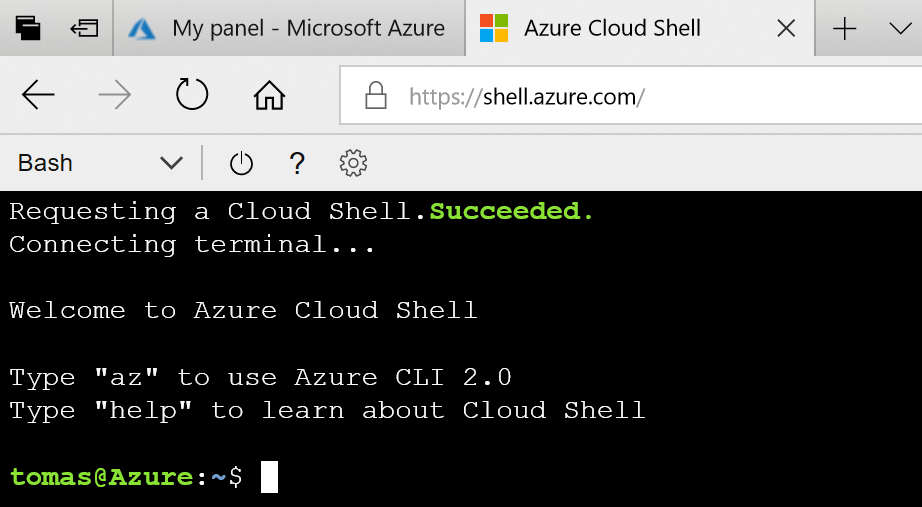 My panel - Microsoft Azure
Azure Cloud Shell
https://shell.azure.com/
Bash
?
Requesting a Cloud Shell.Succeeded.
Connecting terminal...
Welcome to Azure Cloud Shell
Type "az" to use Azure CLI 2.0
Type "help" to learn about Cloud Shell
tomas@Azure:~$